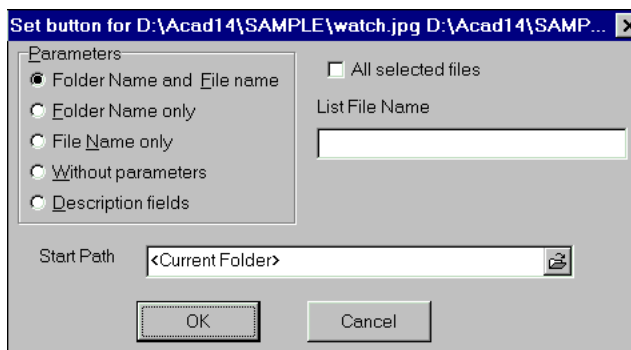 Set button for D:\Acad14\SAMPLE\watch.jpg D:\Acad14\SAMP...
Parameters
Folder Name and File name
Folder Name only
File Name only
Without parameters
Description fields
All selected files
List File Name
Start Path
<Current Folder>
OK
Cancel